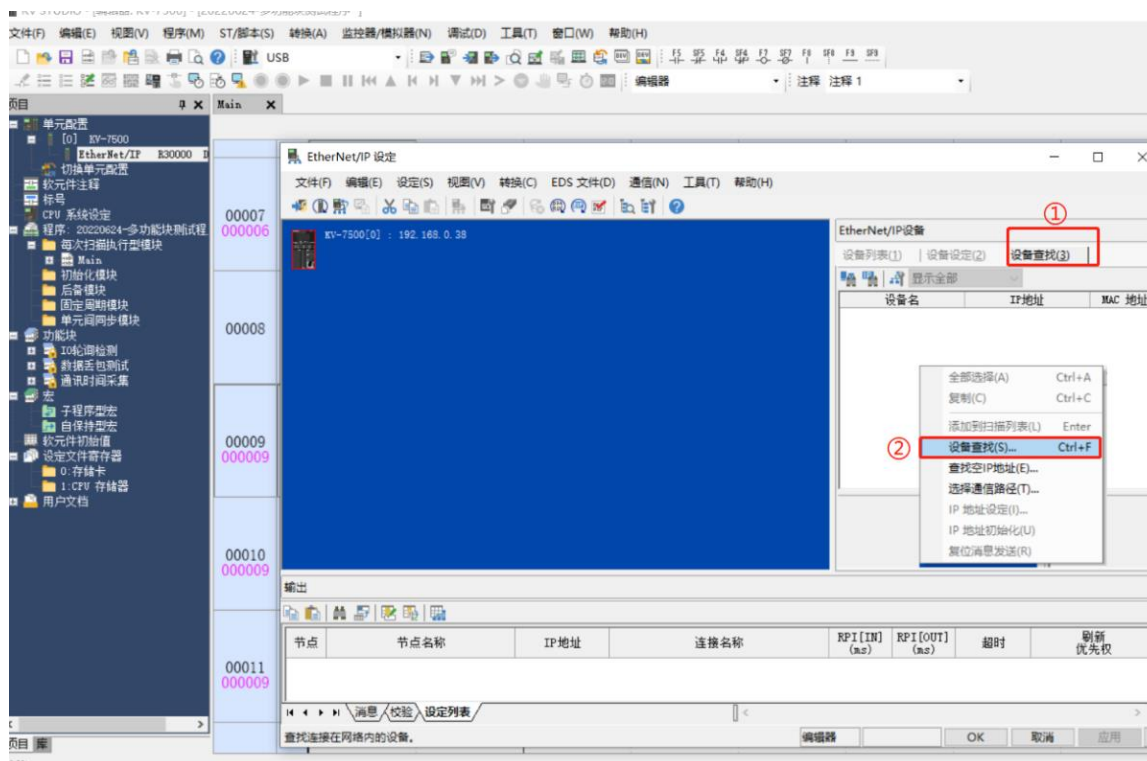 文件(F) 编辑(E) 视图(V) 程序(M) ST/脚本(S) 转换(A) 监控器/模拟器(N) 调试(D) 工具(T) 窗口(W) 帮助(H)
USB
编辑器 注释 注释 1
项目
Main
单元配置
[0] KV-7500
EtherNet/IP R30000 D
切换单元配置
软元件注释
标号
CPU 系统设定
程序: 20220624-多功能块测试程
每次扫描执行型模块
Main
初始化模块
后备模块
固定周期模块
单元间同步模块
功能块
IO轮询检测
数据丢包测试
通讯时间采集
宏
子程序型宏
自保持型宏
软元件初始值
设定文件寄存器
0:存储卡
1:CPU 存储器
用户文档
项目 库
00007
000006
00008
00009
000009
00010
000009
00011
000009
EtherNet/IP 设定
文件(F) 编辑(E) 设定(S) 视图(V) 转换(C) EDS 文件(D) 通信(N) 工具(T) 帮助(H)
KV-7500[0] : 192.168.0.38
①
EtherNet/IP设备
设备列表(1) 设备设定(2) 设备查找(3)
显示全部
设备名 IP地址 MAC 地址
全部选择(A) Ctrl+A
复制(C) Ctrl+C
添加到扫描列表(L) Enter
②
设备查找(S)... Ctrl+F
查找空IP地址(E)...
选择通信路径(T)...
IP 地址设定(I)...
IP 地址初始化(U)
复位消息发送(R)
输出
节点 节点名称 IP地址 连接名称 RPI[IN] (ms) RPI[OUT] (ms) 超时 刷新优先权
消息 校验 设定列表
查找连接在网络内的设备。
编辑器 OK 取消 应用